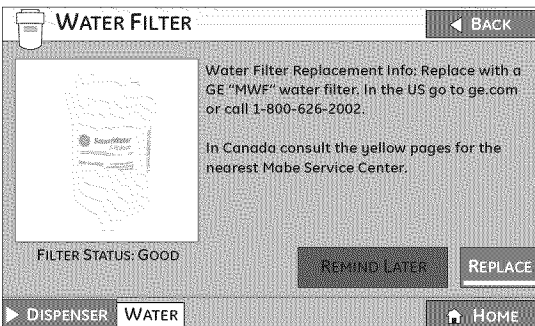 WATER FILTER
BACK
Water Filter Replacement Info: Replace with a
GE "MWF" water filter. In the US go to ge.com
or call 1-800-626-2002.
In Canada consult the yellow pages for the
nearest Mabe Service Center.
SmartWater
FILTER STATUS: GOOD
REMIND LATER
REPLACE
DISPENSER
WATER
HOME